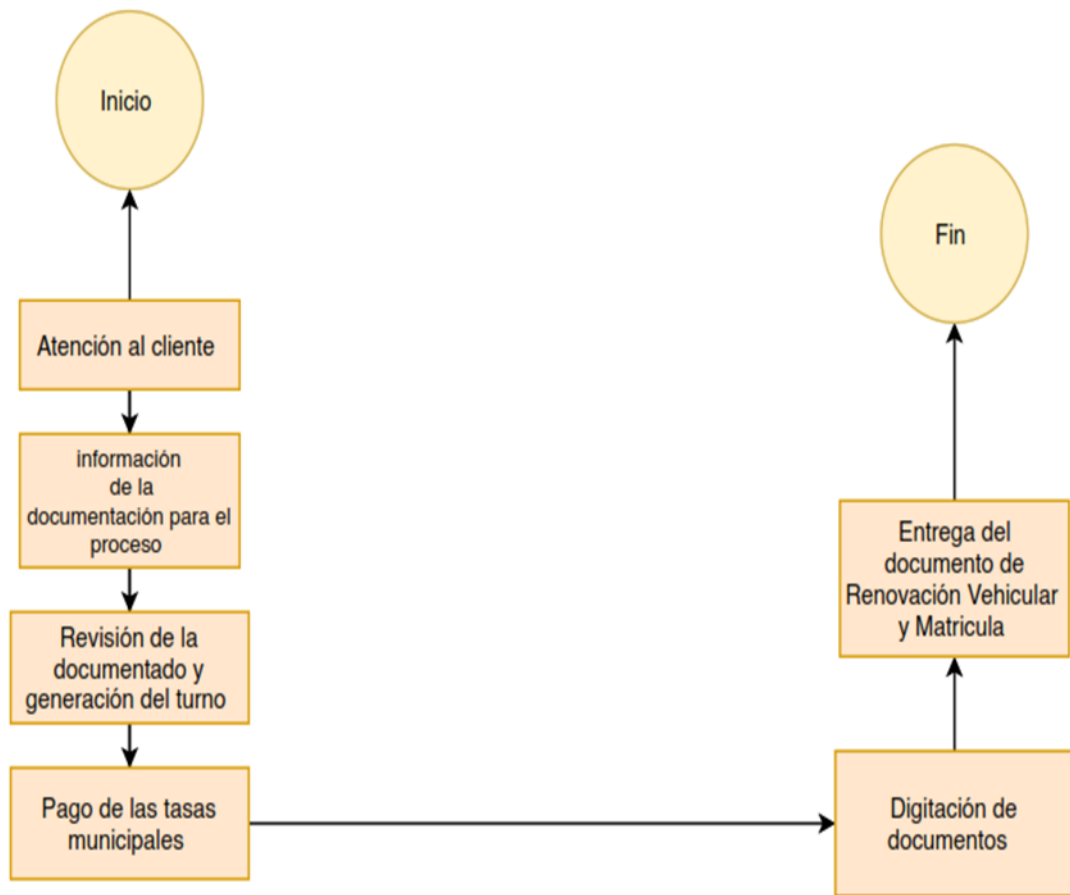 Inicio
Atención al cliente
información
de la
documentación para el
proceso
Revisión de la
documentado y
generación del turno
Pago de las tasas
municipales
Digitación de
documentos
Entrega del
documento de
Renovación Vehicular
y Matricula
Fin